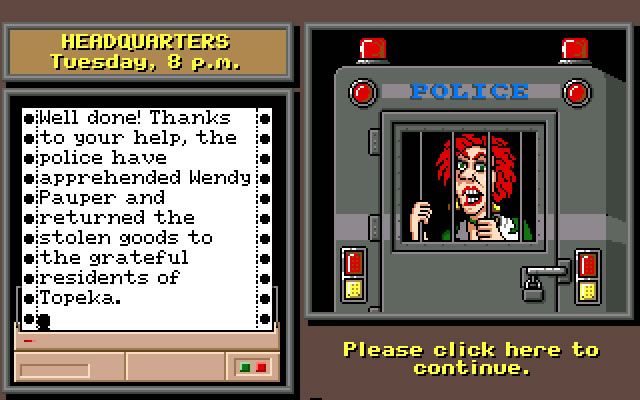 HEADQUARTERS
Tuesday, 8 p.m.
Well done! Thanks
to your help, the
police have
apprehended Wendy
Pauper and
returned the
stolen goods to
the grateful
residents of
Topeka.
POLICE
Please click here to
continue.